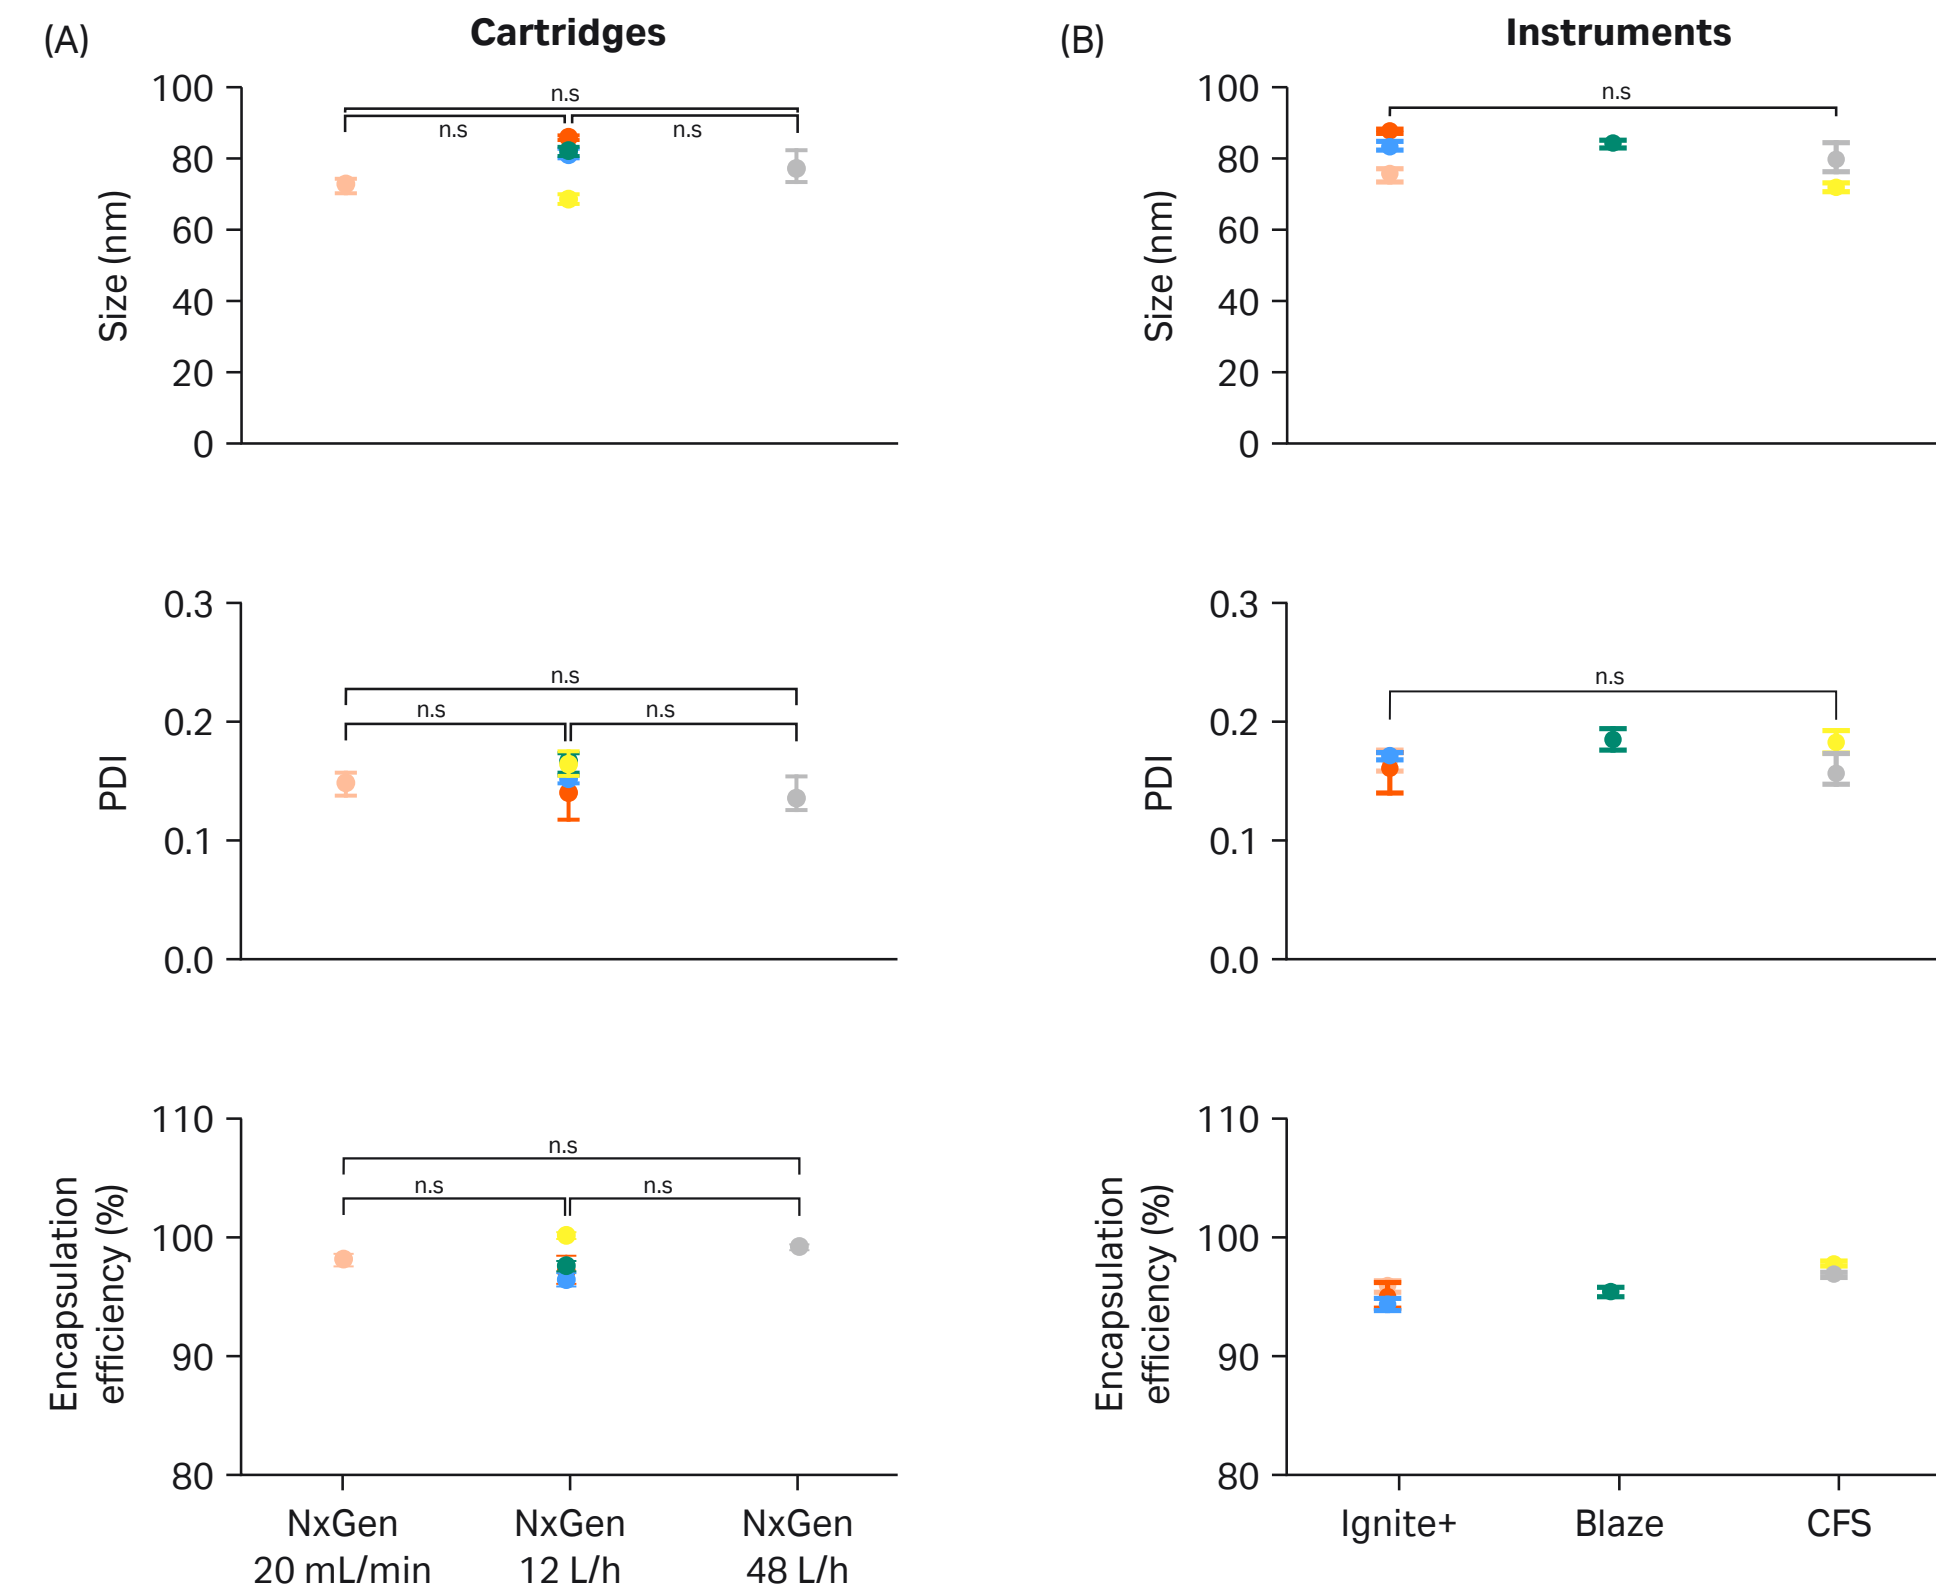 (A)
Cartridges
100
80
60
40
20
0
Size (nm)
n.s
n.s
n.s
0.3
0.2
0.1
0.0
PDI
n.s
n.s
n.s
110
100
90
80
Encapsulation
efficiency (%)
n.s
n.s
n.s
NxGen
20 mL/min
NxGen
12 L/h
NxGen
48 L/h
(B)
Instruments
100
80
60
40
20
0
Size (nm)
n.s
0.3
0.2
0.1
0.0
PDI
n.s
110
100
90
80
Encapsulation
efficiency (%)
Ignite+
Blaze
CFS